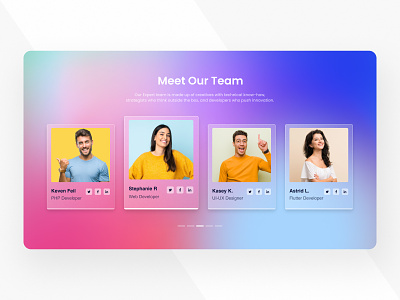 Meet Our Team
Our Expert team is made up of creatives with technical know-how,
strategists who think outside the box, and developers who push innovation.
Keven Feil
PHP Developer
Stephanie R
Web Developer
Kasey K.
UI-UX Designer
Astrid L.
Flutter Developer